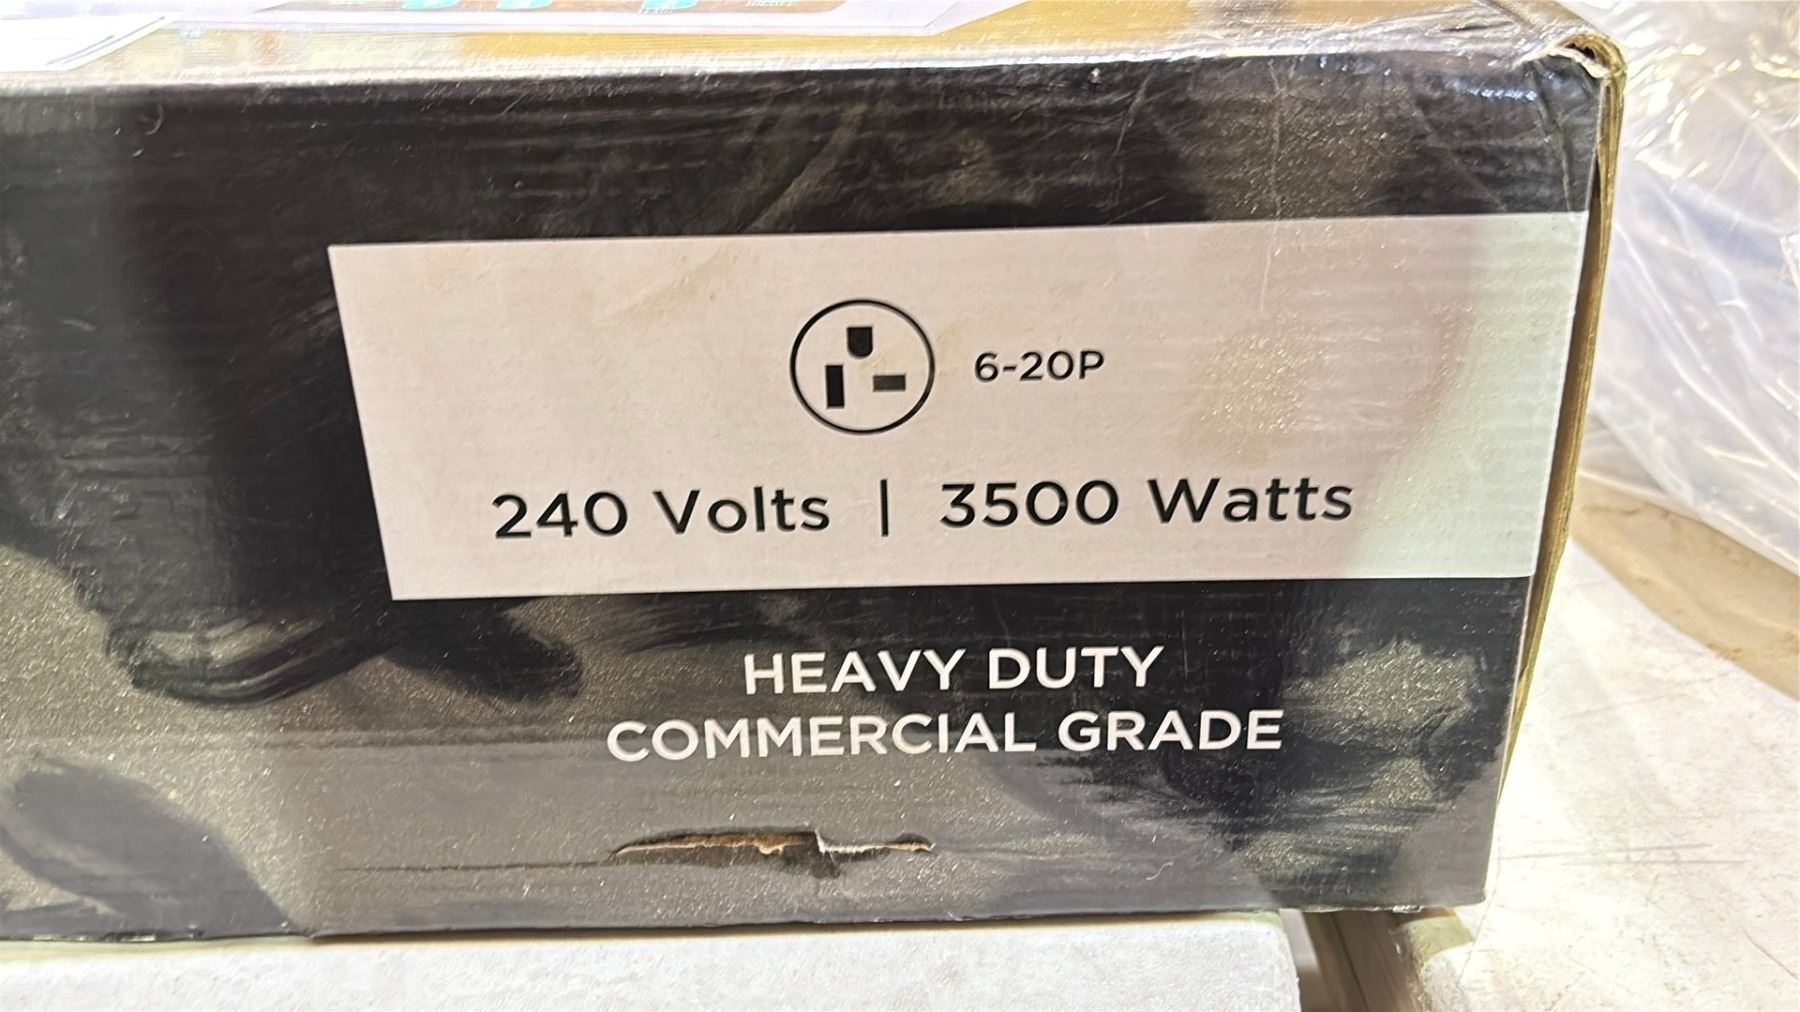 6-20P
240 Volts | 3500 Watts
HEAVY DUTY
COMMERCIAL GRADE